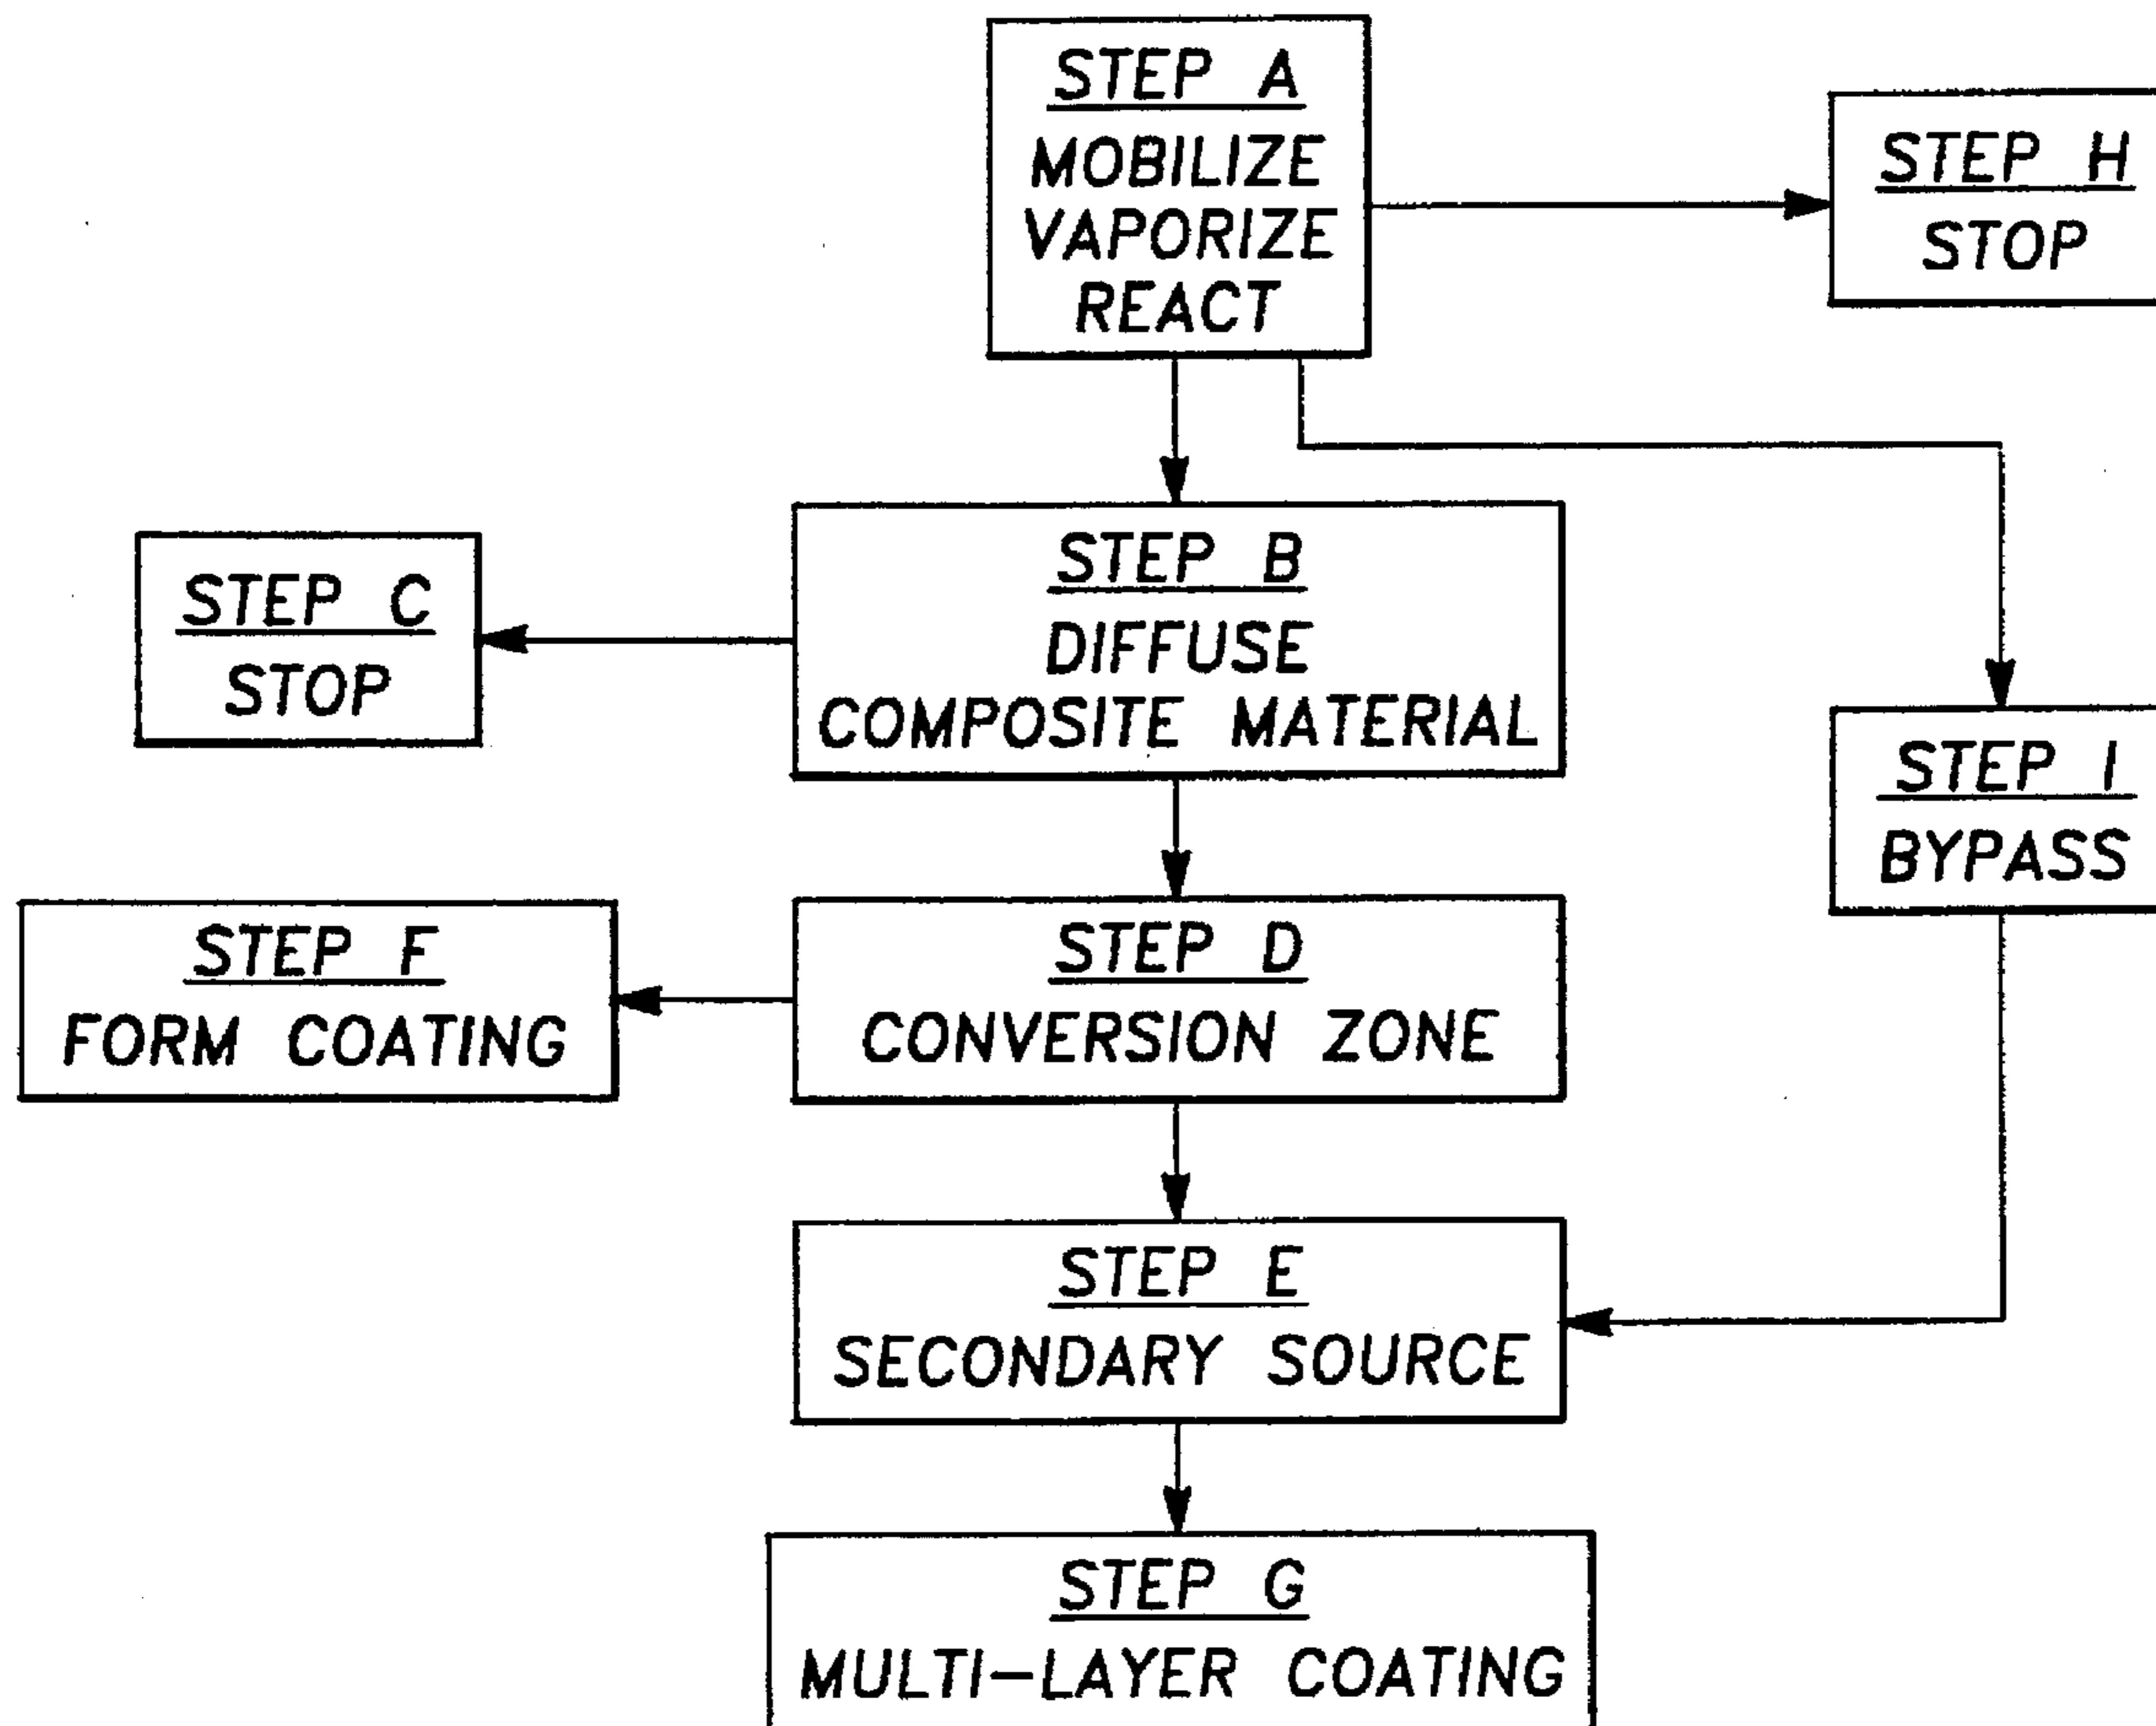 STEP A
MOBILIZE
VAPORIZE
REACT
STEP H
STOP
STEP B
DIFFUSE
COMPOSITE MATERIAL
STEP C
STOP
STEP I
BYPASS
STEP D
CONVERSION ZONE
STEP F
FORM COATING
STEP E
SECONDARY SOURCE
STEP G
MULTI-LAYER COATING